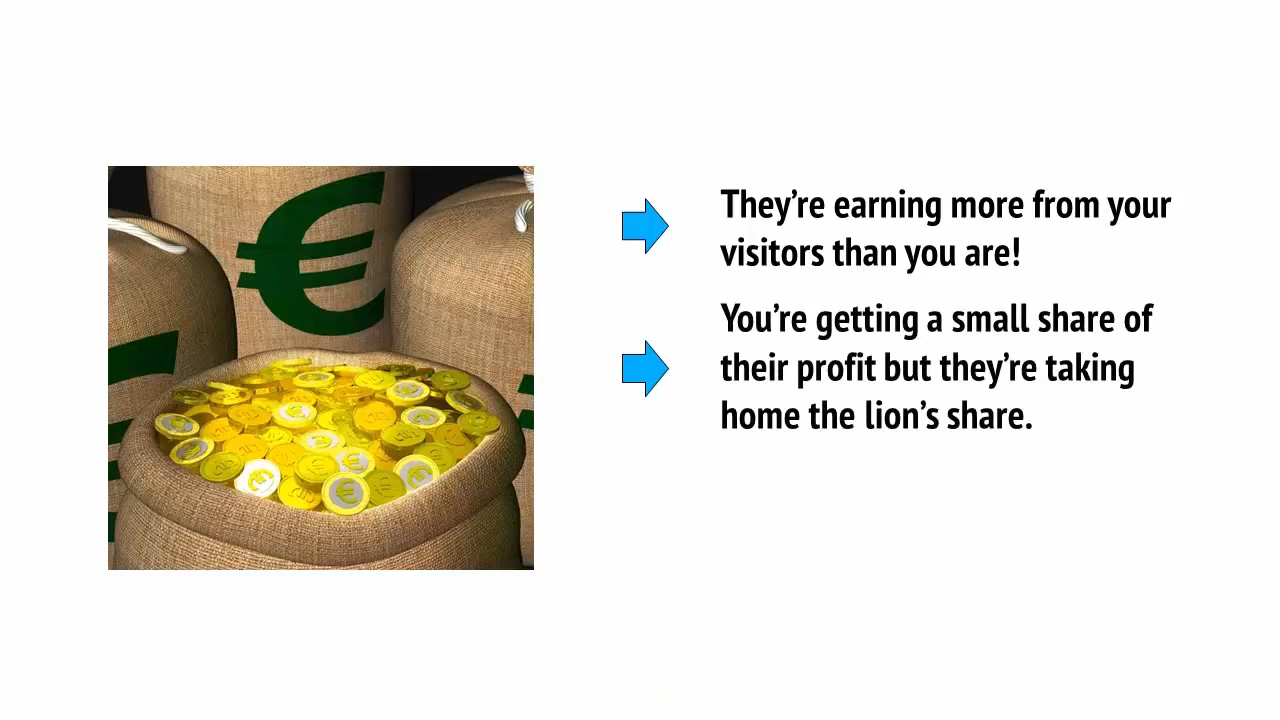 €
They’re earning more from your
visitors than you are!
You’re getting a small share of
their profit but they’re taking
home the lion’s share.